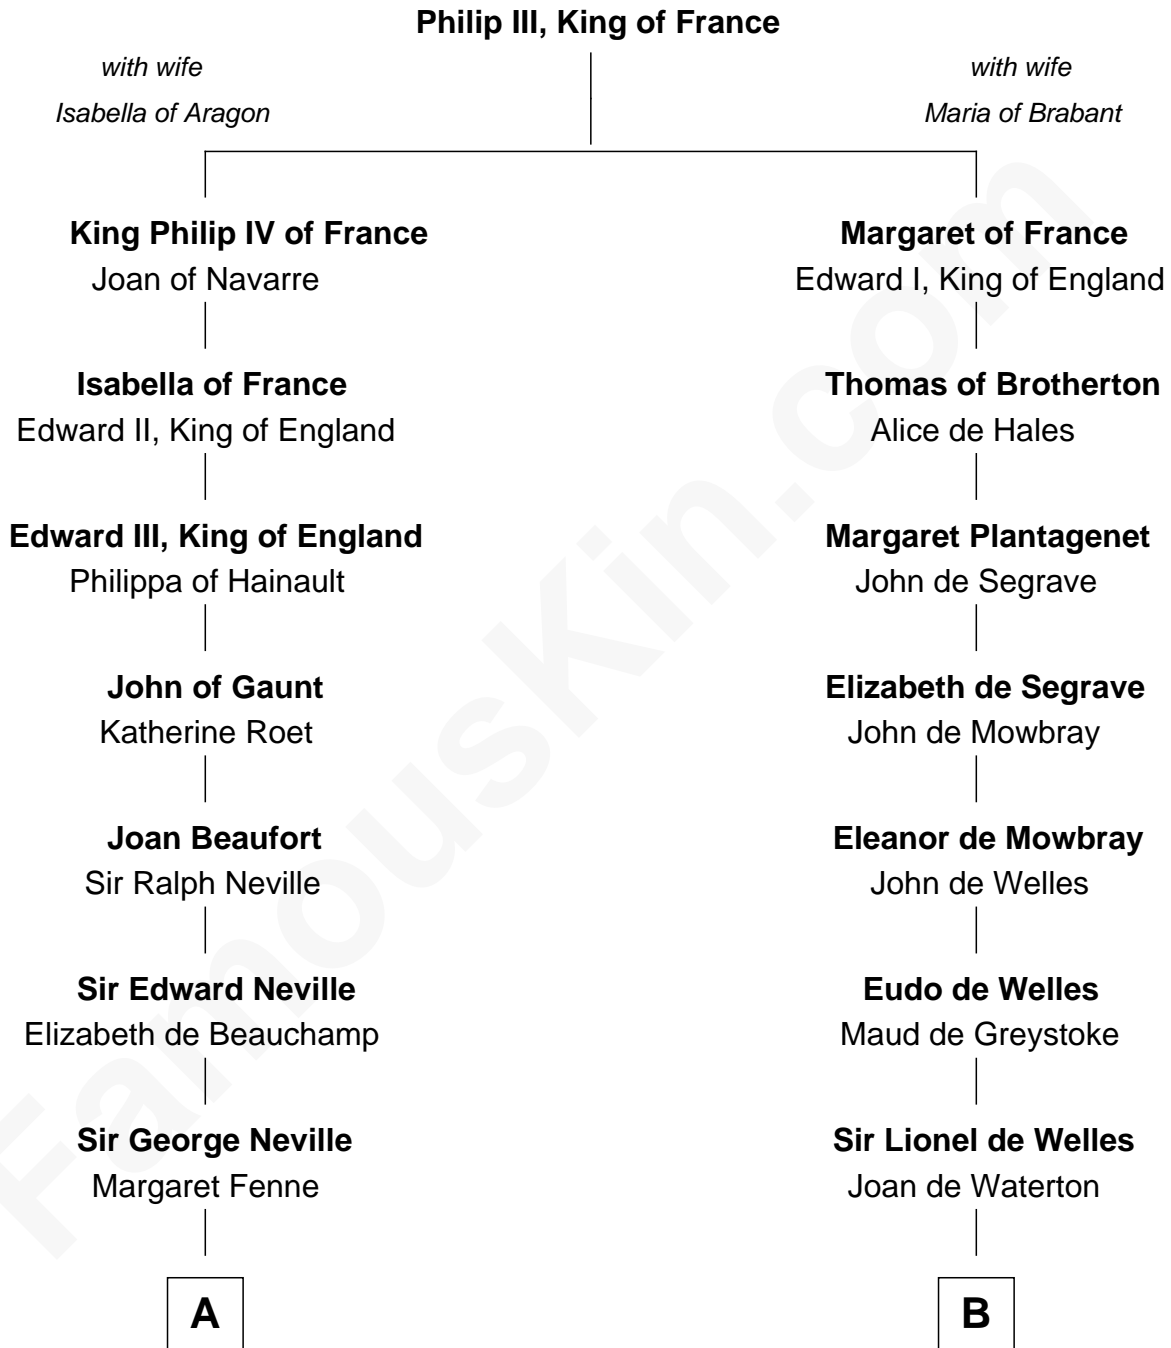 Philip III, King of France
with wife
Isabella of Aragon
with wife
Maria of Brabant
King Philip IV of France
Joan of Navarre
Margaret of France
Edward I, King of England
Isabella of France
Edward II, King of England
Thomas of Brotherton
Alice de Hales
Edward III, King of England
Philippa of Hainault
Margaret Plantagenet
John de Segrave
John of Gaunt
Katherine Roet
Elizabeth de Segrave
John de Mowbray
Joan Beaufort
Sir Ralph Neville
Eleanor de Mowbray
John de Welles
Sir Edward Neville
Elizabeth de Beauchamp
Eudo de Welles
Maud de Greystoke
Sir George Neville
Margaret Fenne
Sir Lionel de Welles
Joan de Waterton
A
B
FamousKin.com